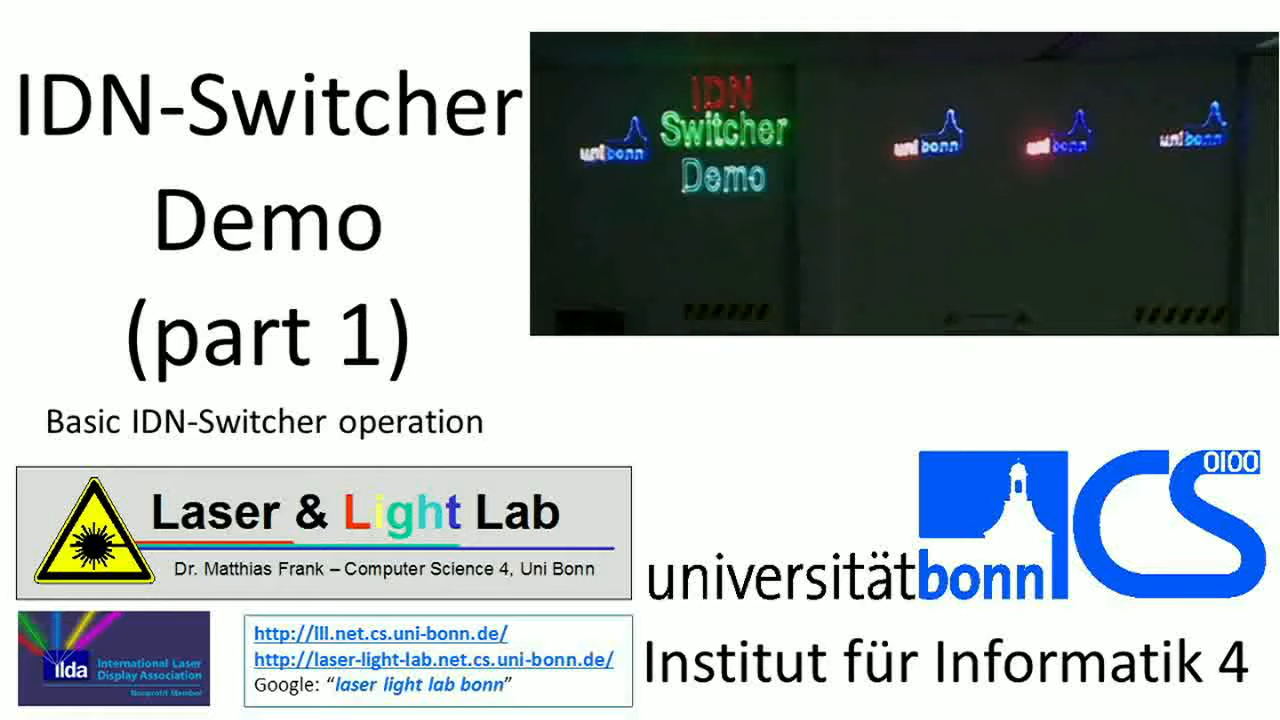 IDN-Switcher
Demo
(part 1)
Basic IDN-Switcher operation
IDN
Switcher
Demo
uni bonn
uni bonn
uni bonn
uni bonn
Laser & Light Lab
Dr. Matthias Frank – Computer Science 4, Uni Bonn
ilda
International Laser
Display Association
Nonprofit Member
http://lll.net.cs.uni-bonn.de/
http://laser-light-lab.net.cs.uni-bonn.de/
Google: “laser light lab bonn”
universitätbonn
CS
0100
Institut für Informatik 4